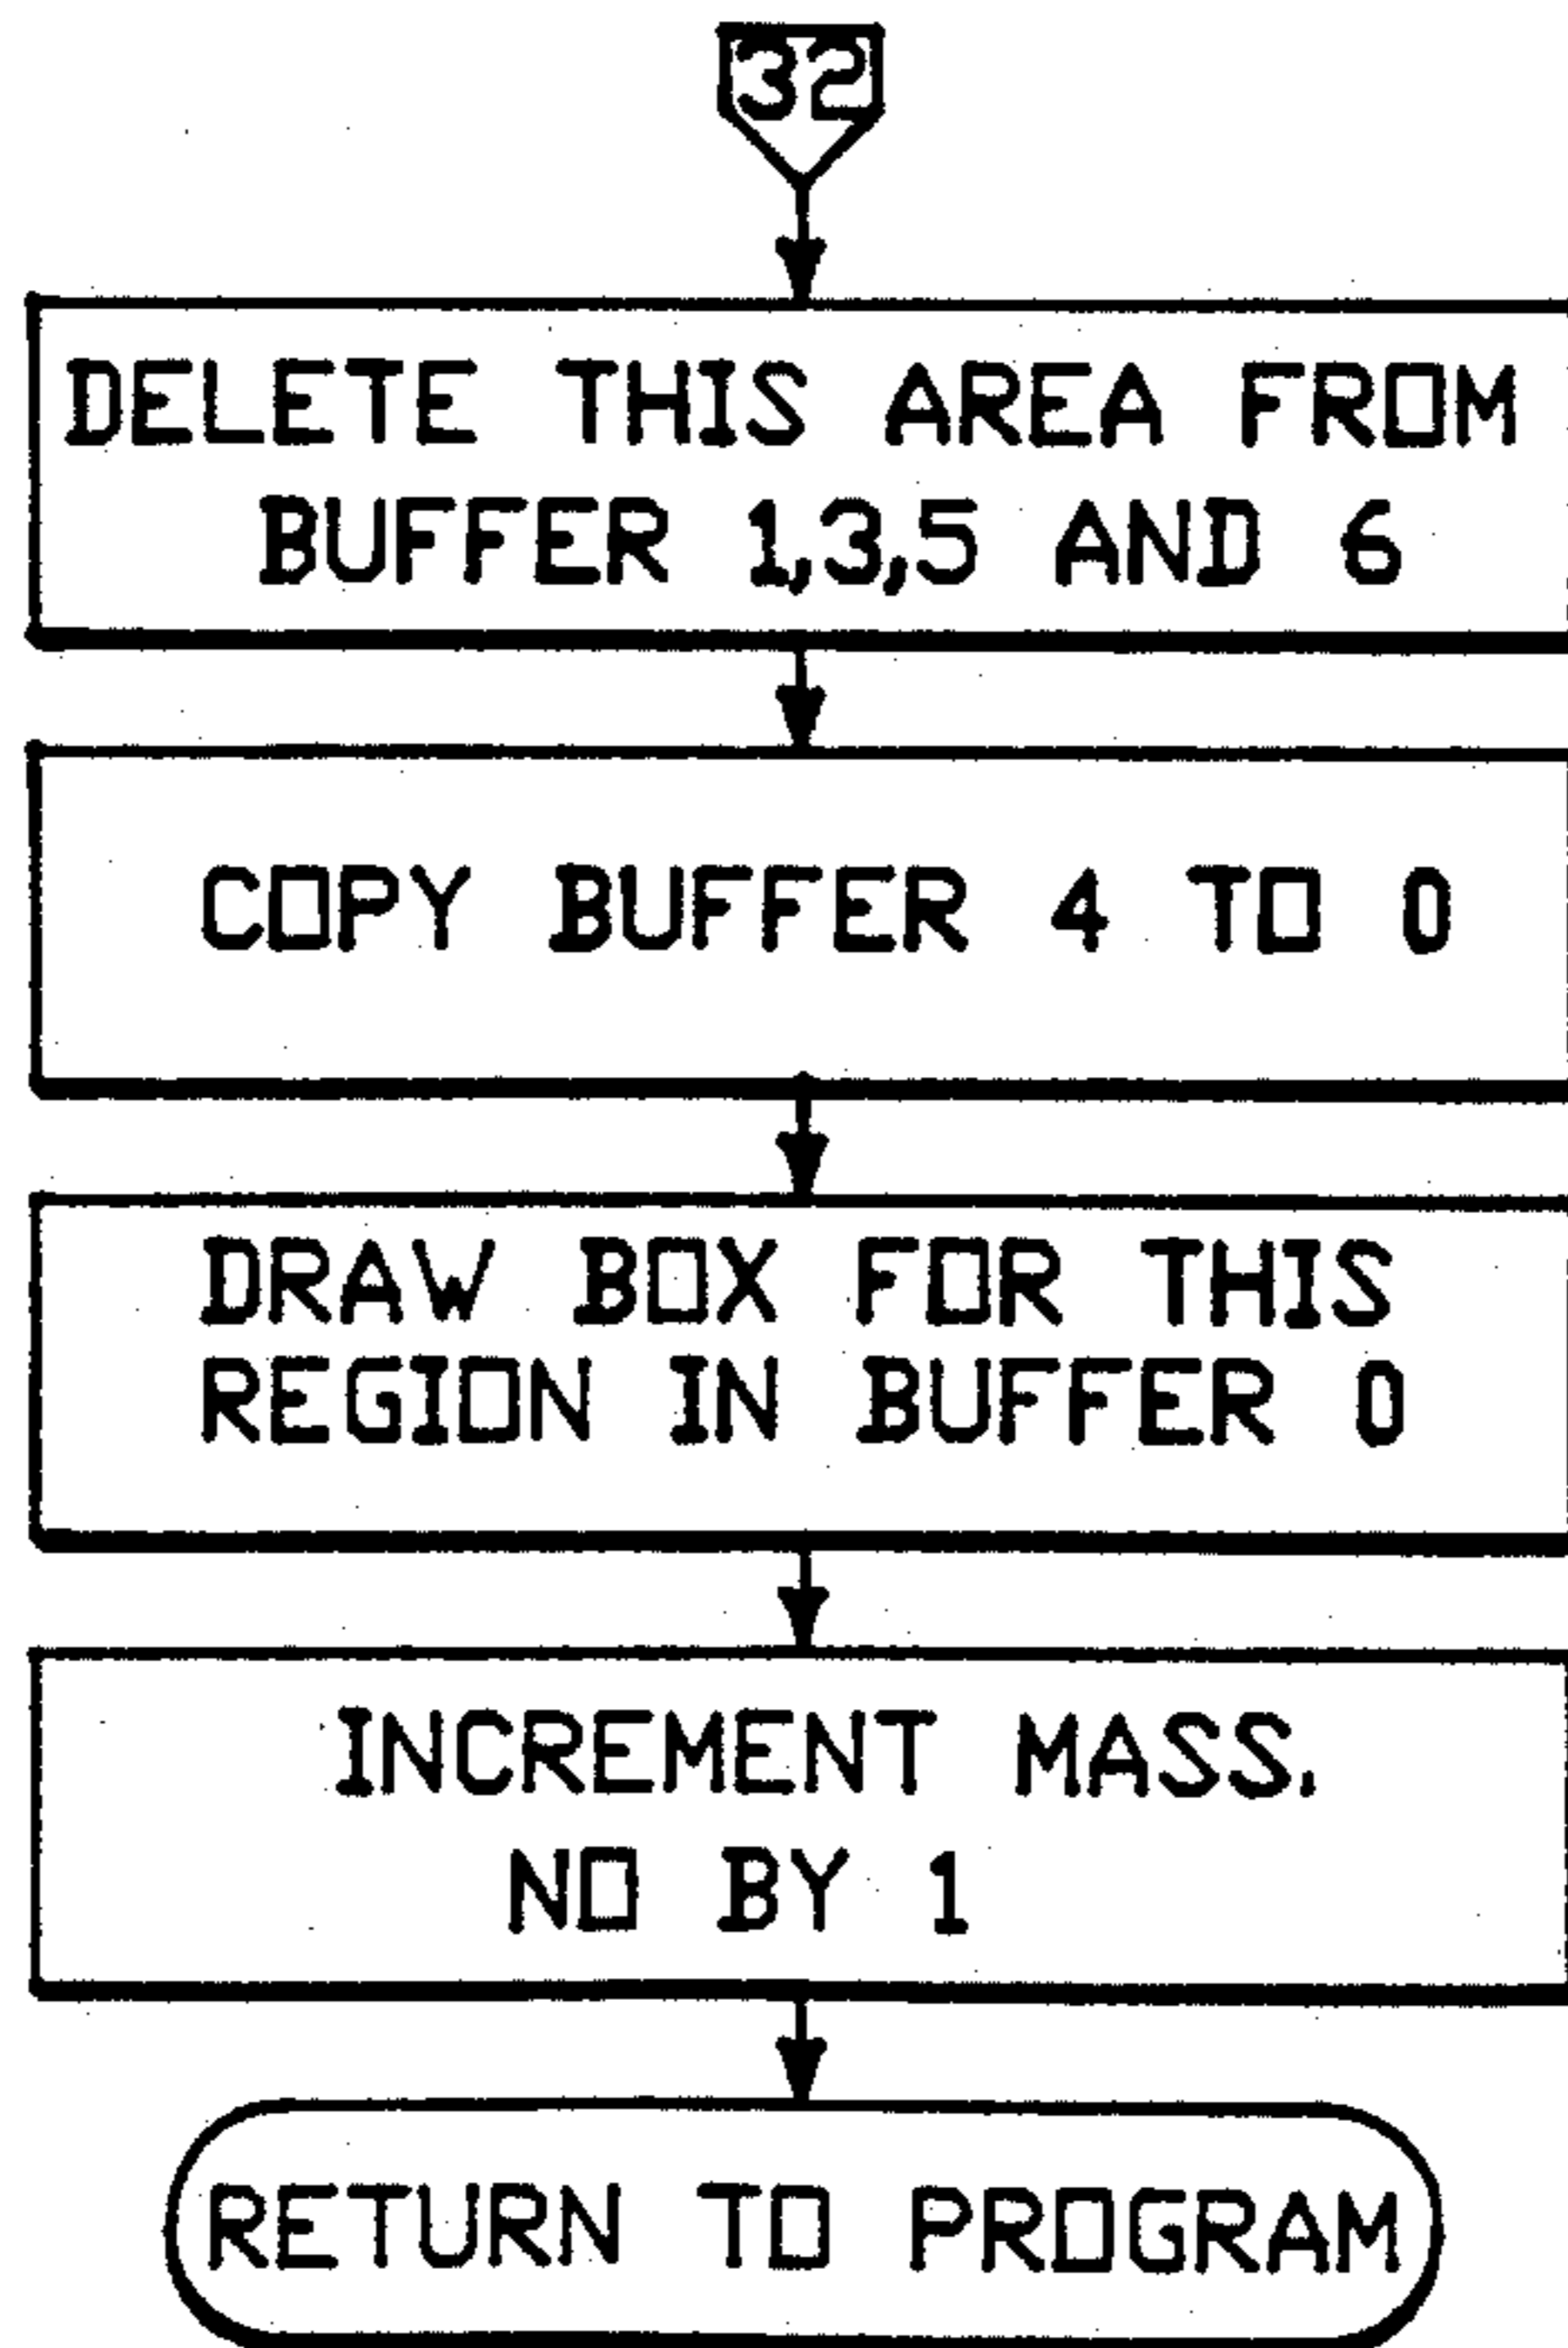 32
DELETE THIS AREA FROM
BUFFER 1,3,5 AND 6
COPY BUFFER 4 TO 0
DRAW BOX FOR THIS
REGION IN BUFFER 0
INCREMENT MASS.
NO BY 1
RETURN TO PROGRAM